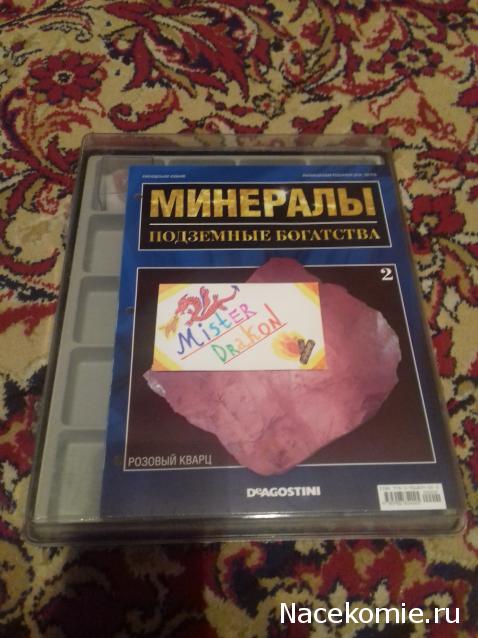 МИНЕРАЛЫ
ПОДЗЕМНЫЕ БОГАТСТВА
2
MisTER
DRakoN
РОЗОВЫЙ КВАРЦ
DeAGOSTINI
Nacekomie.ru